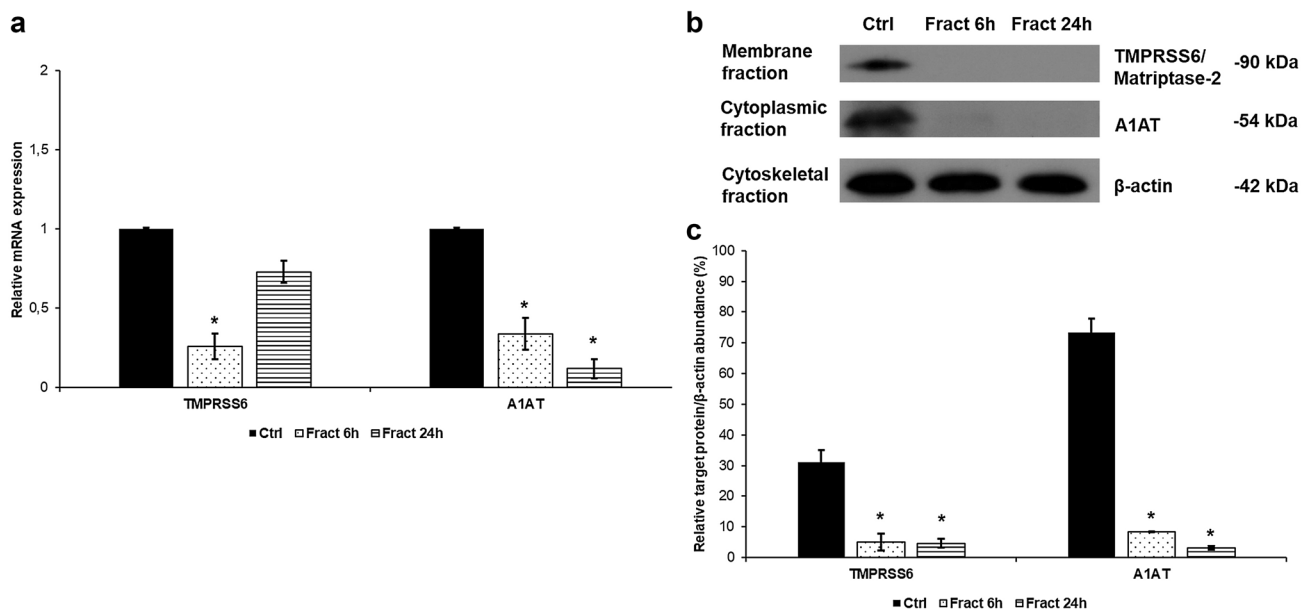 a
Relative mRNA expression
2
1,5
1
0,5
0
*
*
*
TMPRSS6
A1AT
Ctrl Fract 6h Fract 24h
b
Ctrl Fract 6h Fract 24h
Membrane
fraction
TMPRSS6/
Matriptase-2
-90 kDa
Cytoplasmic
fraction
A1AT
-54 kDa
Cytoskeletal
fraction
β-actin
-42 kDa
c
Relative target protein/β-actin abundance (%)
100
90
80
70
60
50
40
30
20
10
0
*
*
*
*
TMPRSS6
A1AT
Ctrl Fract 6h Fract 24h